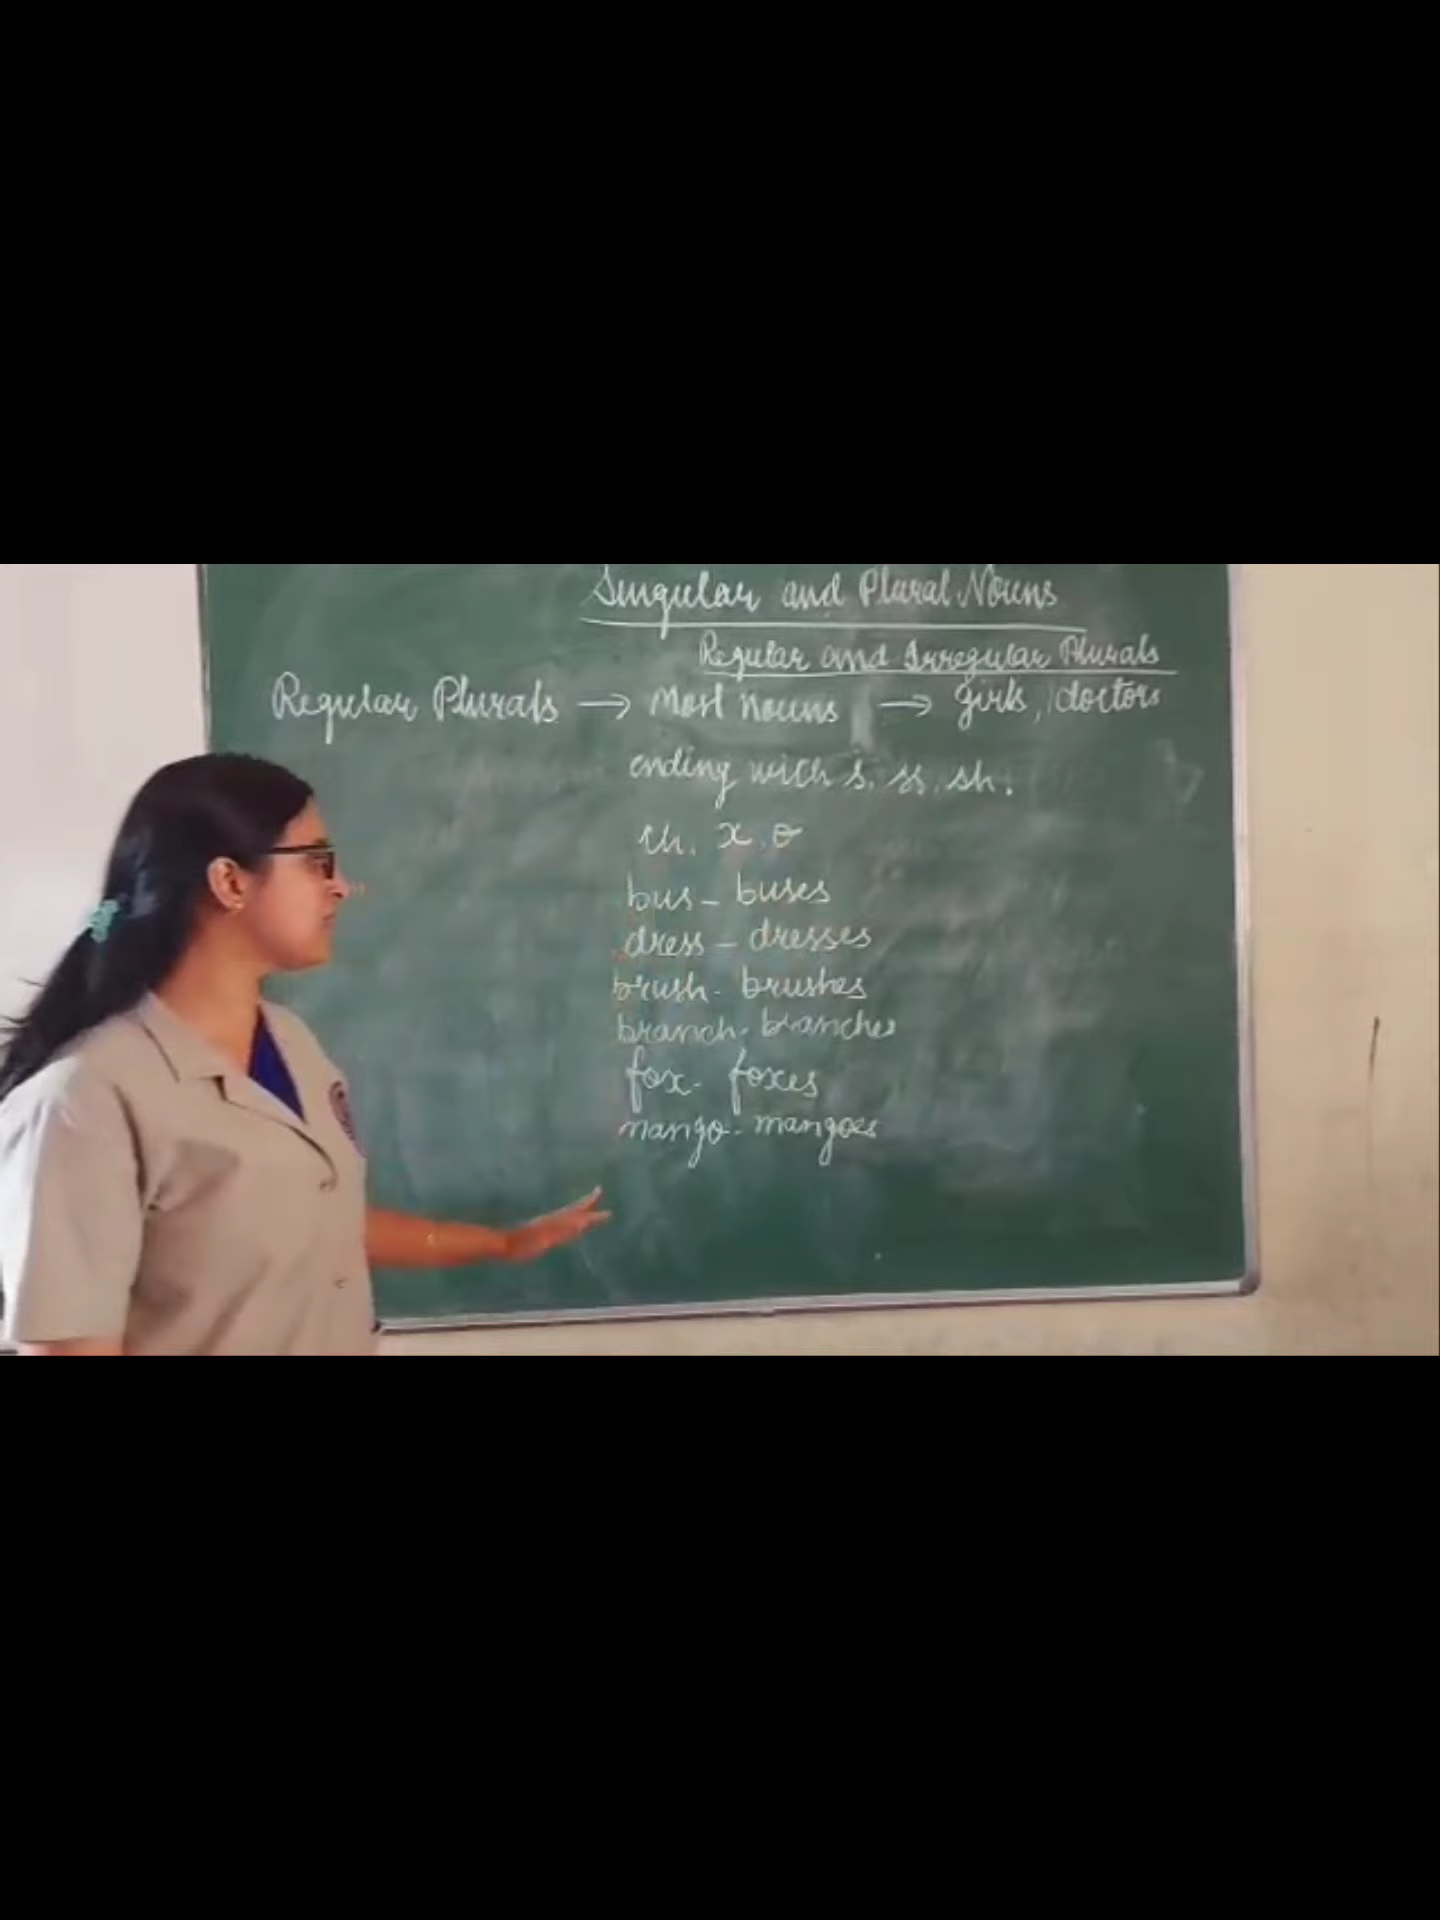 Singular and Plural Nouns
Regular and Irregular Plurals
Regular Plurals → Most nouns → girls, doctors
ending with s. ss. sh.
ch. x. o
bus - buses
dress - dresses
brush - brushes
branch - branches
fox - foxes
mango - mangoes